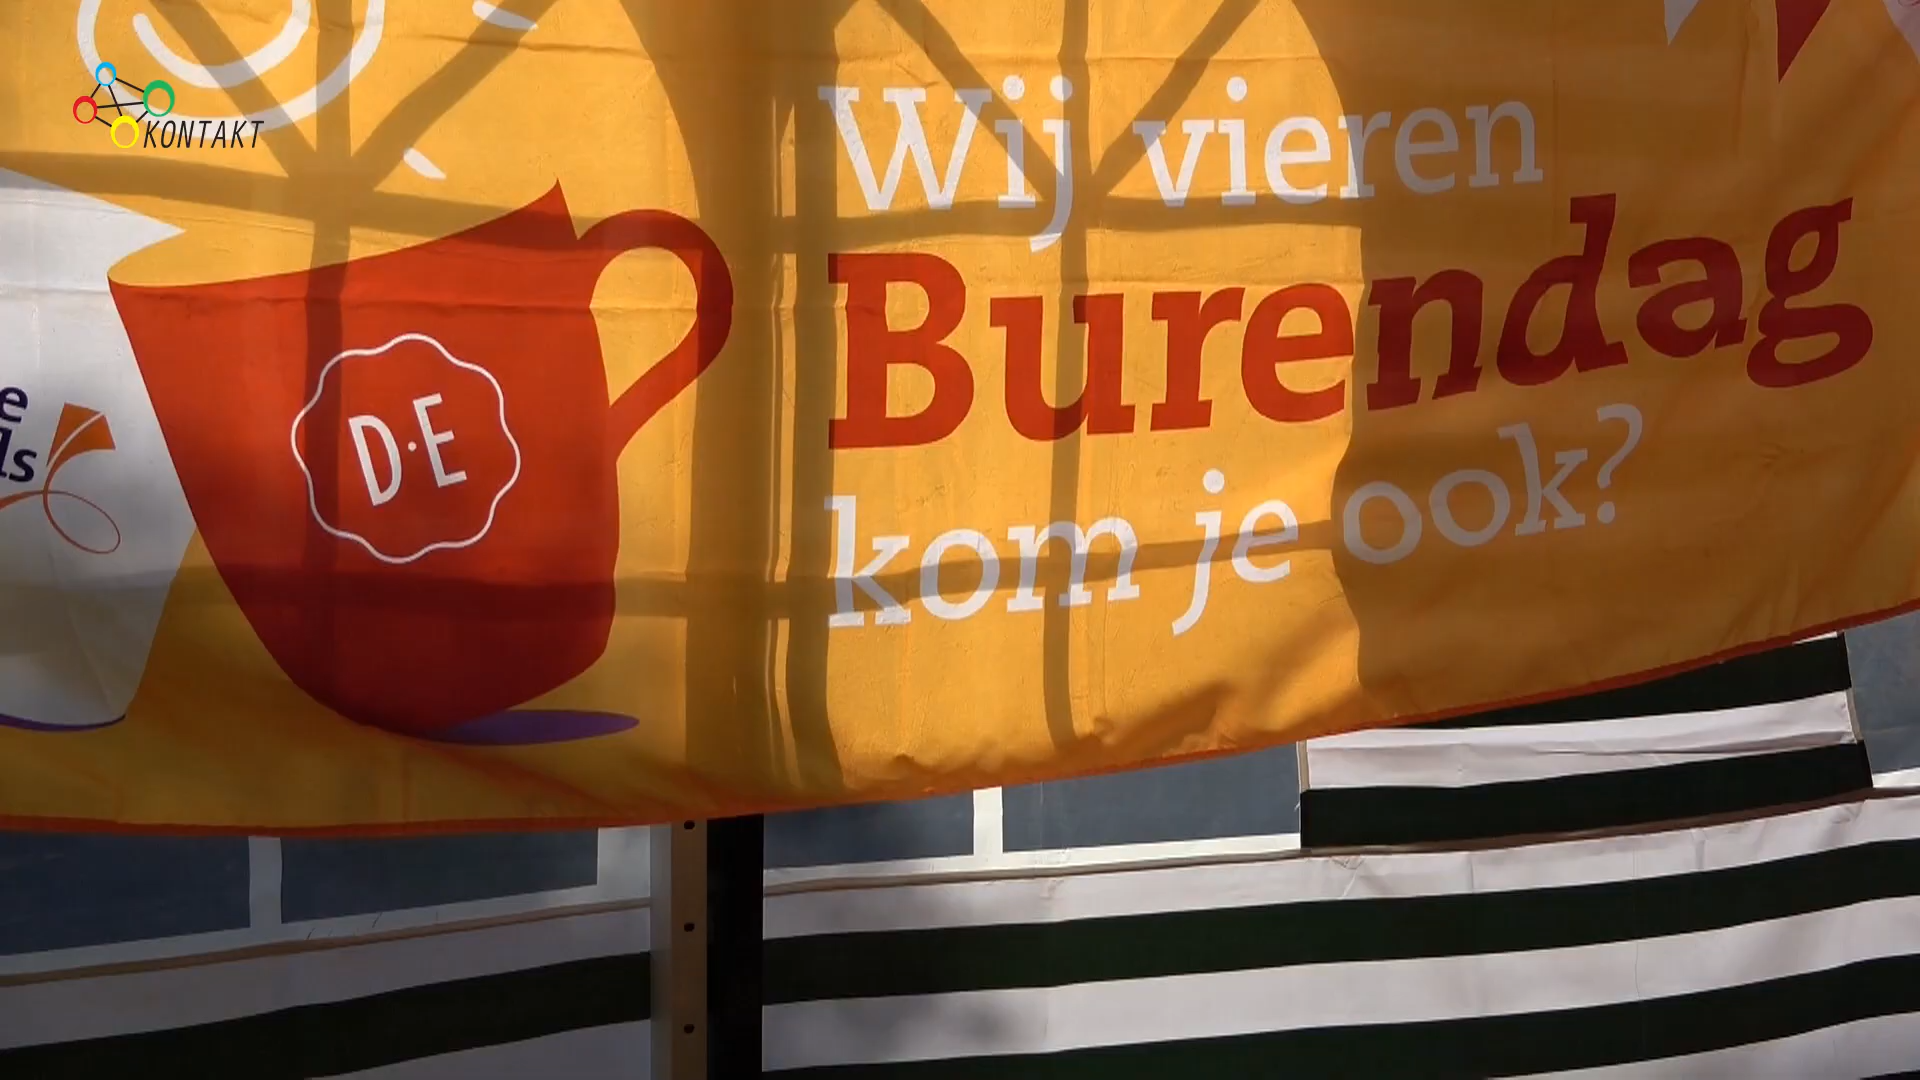 KONTAKT
Wij vieren
Burendag
kom je ook?
D·E